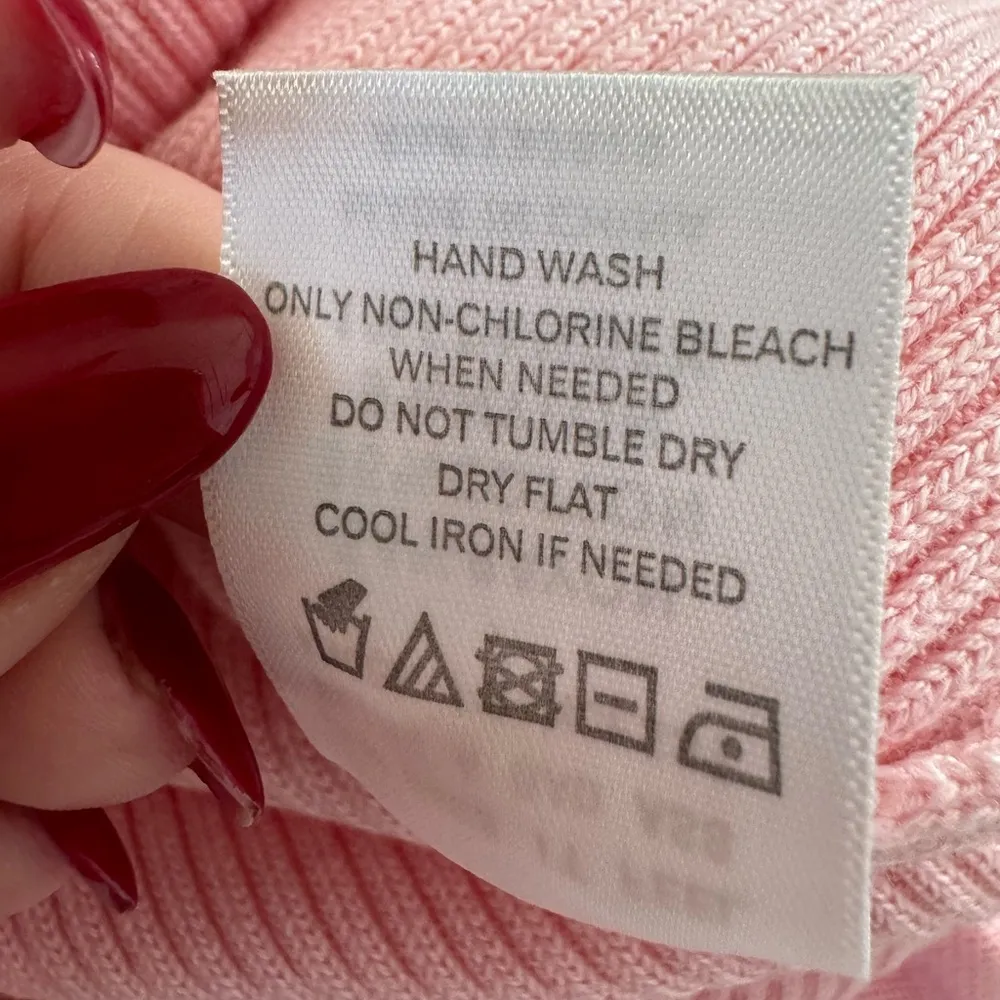 HAND WASH
ONLY NON-CHLORINE BLEACH
WHEN NEEDED
DO NOT TUMBLE DRY
DRY FLAT
COOL IRON IF NEEDED